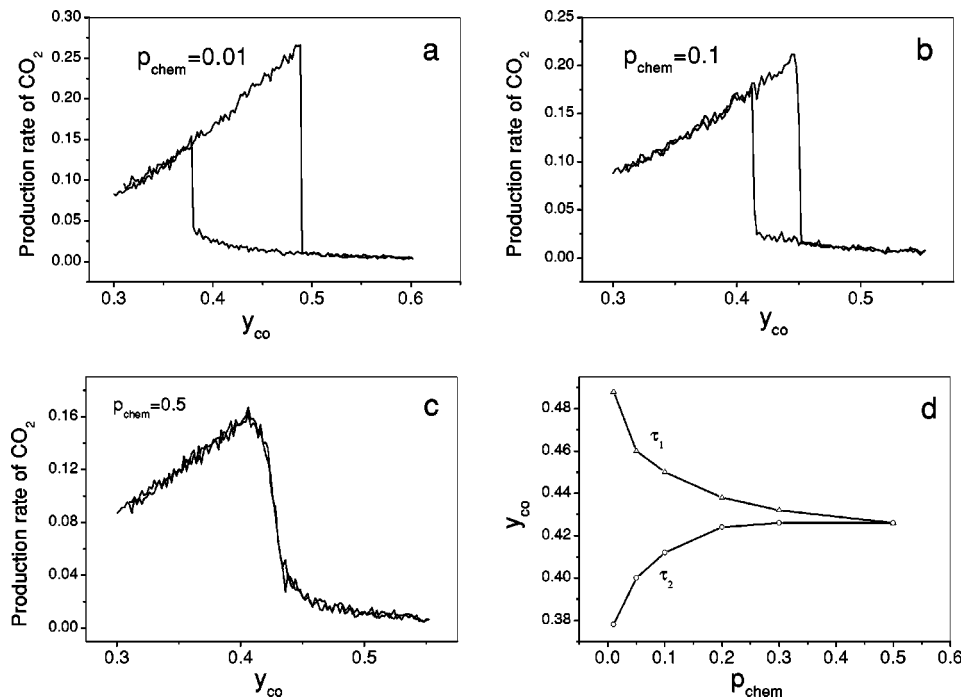 a
p_chem=0.01
Production rate of CO₂
0.30
0.25
0.20
0.15
0.10
0.05
0.00
0.3 0.4 0.5 0.6
y_co
b
p_chem=0.1
Production rate of CO₂
0.25
0.20
0.15
0.10
0.05
0.00
0.3 0.4 0.5
y_co
c
p_chem=0.5
Production rate of CO₂
0.16
0.12
0.08
0.04
0.00
0.3 0.4 0.5
y_co
d
y_co
0.48
0.46
0.44
0.42
0.40
0.38
τ₁
τ₂
0.0 0.1 0.2 0.3 0.4 0.5 0.6
p_chem